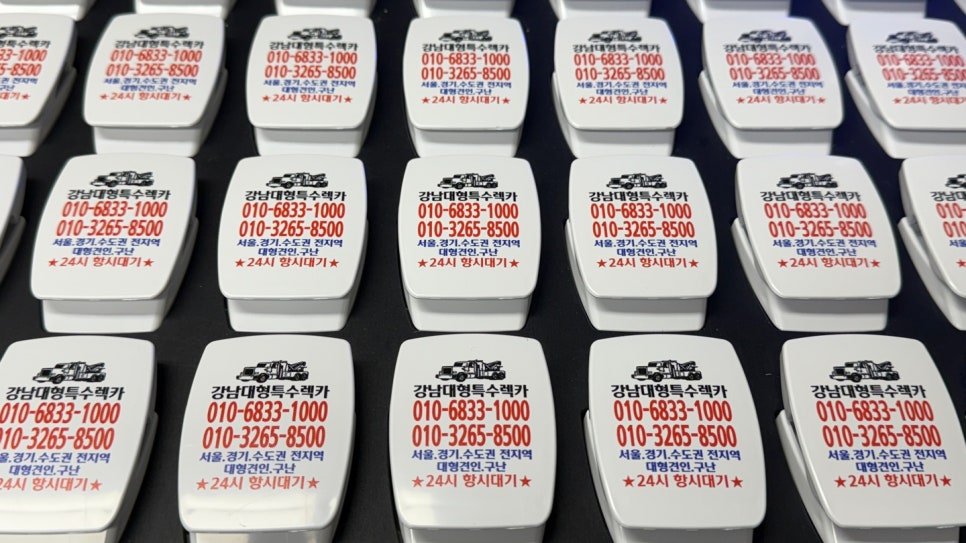 강남대형특수렉카
010-6833-1000
010-3265-8500
서울.경기.수도권 전지역
대형견인.구난
★24시 항시대기★